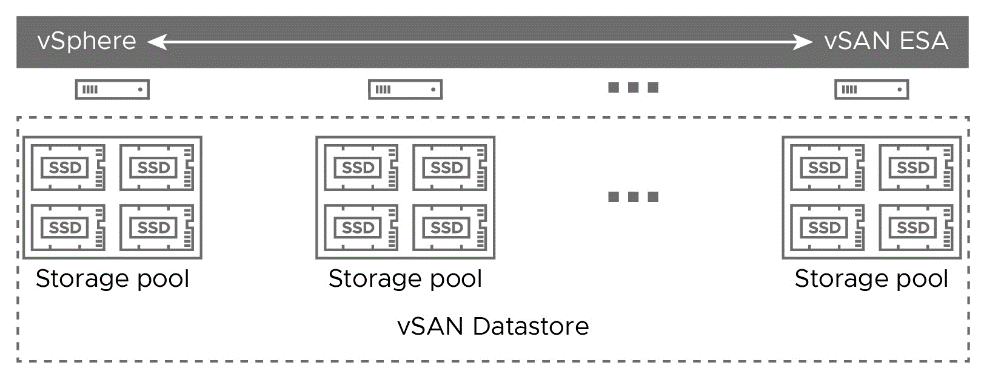 vSphere vSAN ESA
SSD SSD SSD SSD SSD SSD
SSD SSD SSD SSD SSD SSD
Storage pool Storage pool Storage pool
vSAN Datastore